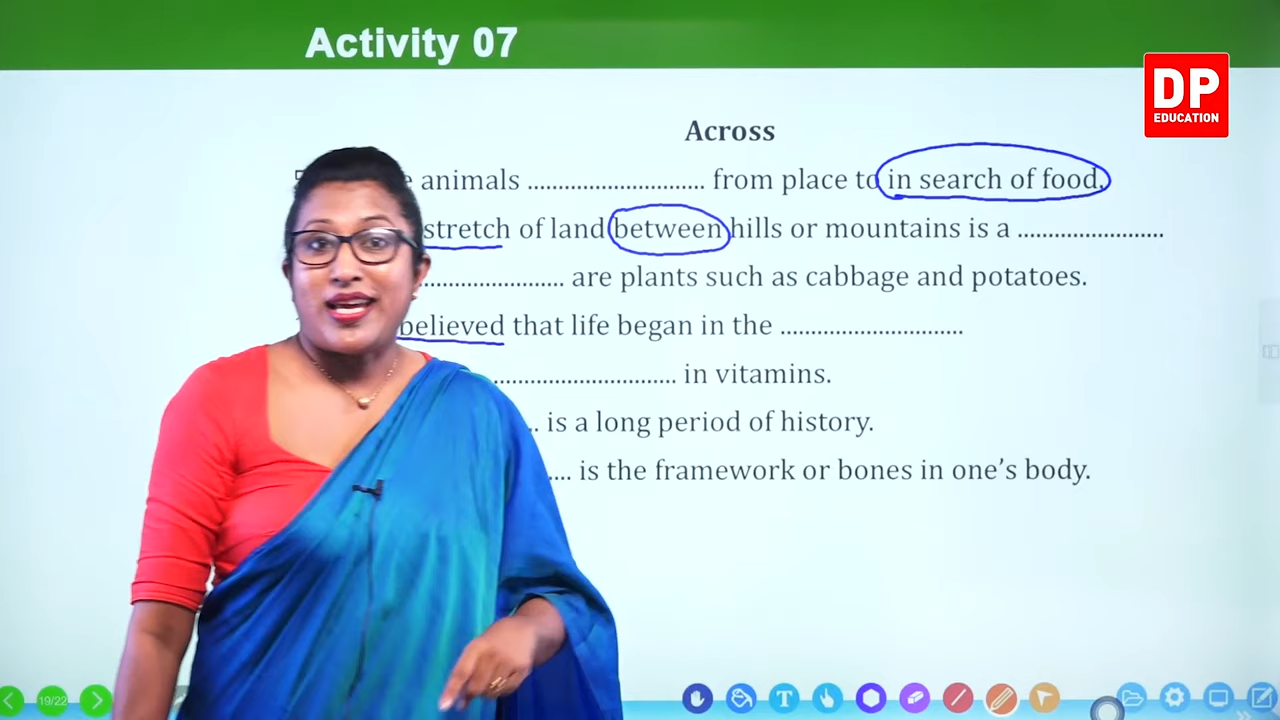 Activity 07
DP
EDUCATION
Across
animals ............................ from place to in search of food.
stretch of land between hills or mountains is a .......................
...................... are plants such as cabbage and potatoes.
believed that life began in the .............................
............................. in vitamins.
.. is a long period of history.
.... is the framework or bones in one's body.
19/22